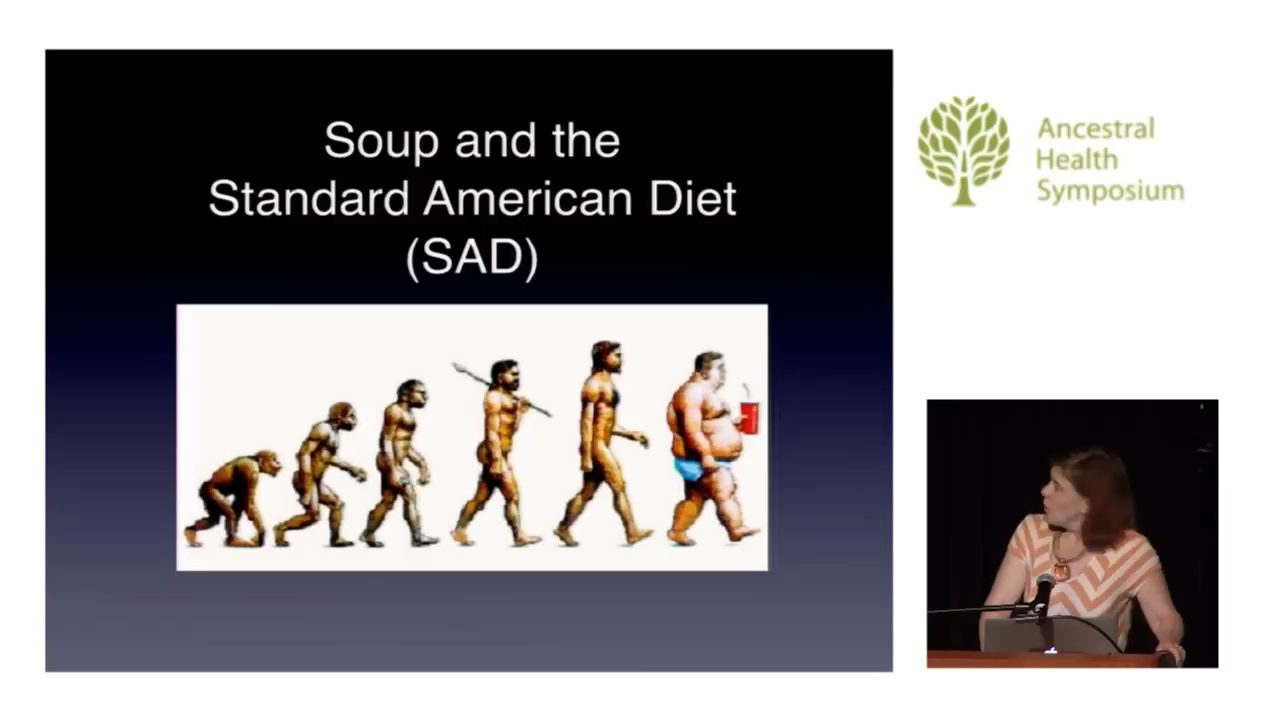 Soup and the
Standard American Diet
(SAD)
Ancestral
Health
Symposium